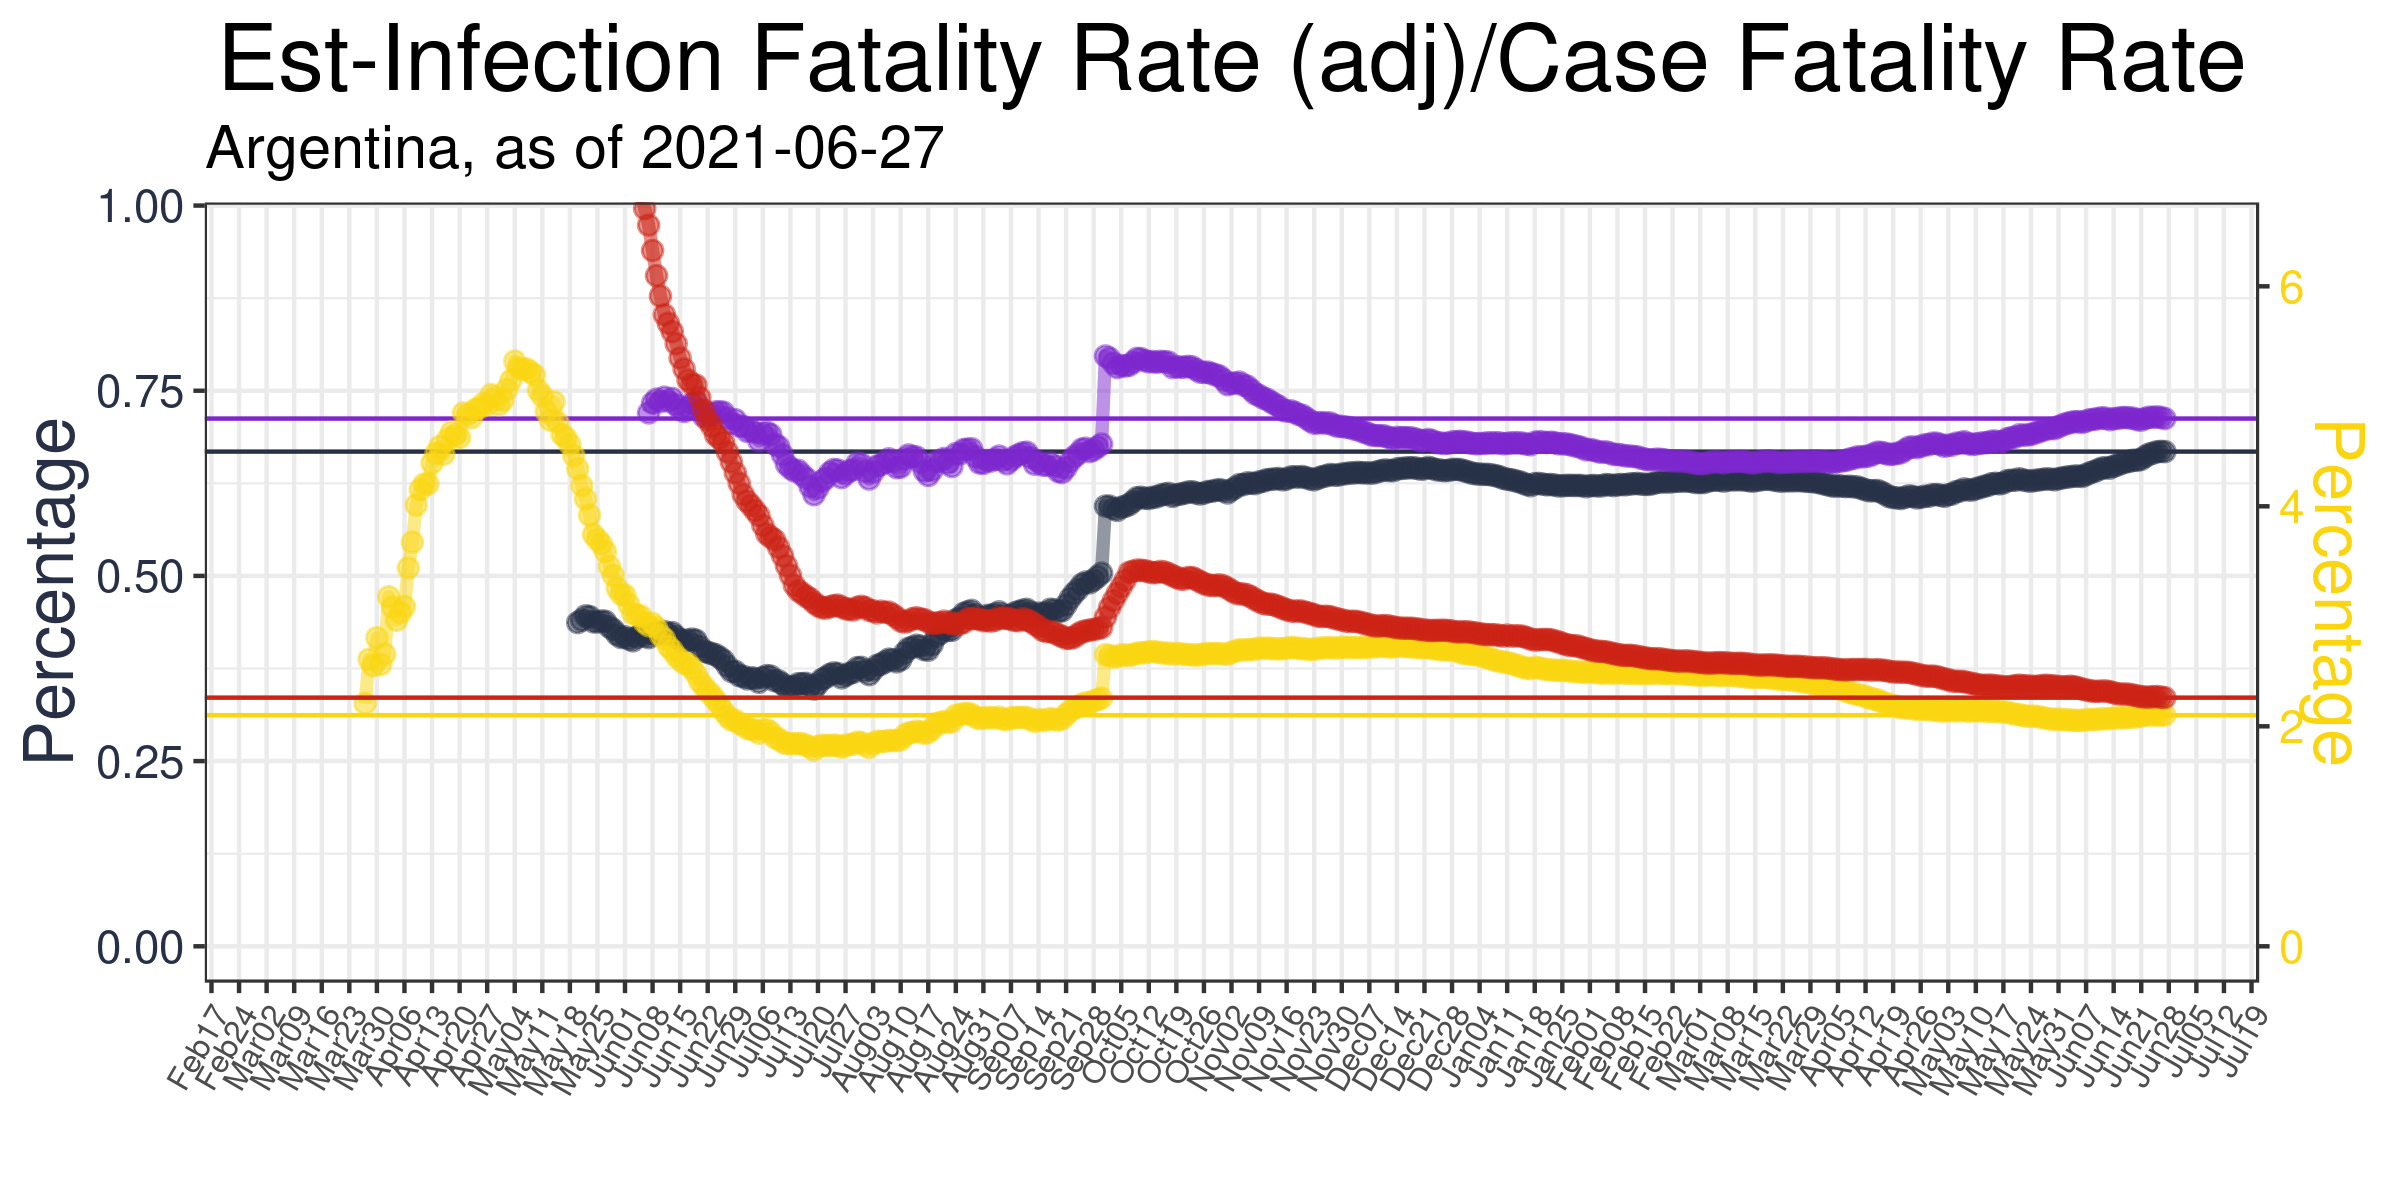 Est-Infection Fatality Rate (adj)/Case Fatality Rate
Argentina, as of 2021-06-27
Percentage
1.00
0.75
0.50
0.25
0.00
6
4
2
0
Percentage
Feb17
Feb24
Mar02
Mar09
Mar16
Mar23
Mar30
Apr06
Apr13
Apr20
Apr27
May04
May11
May18
May25
Jun01
Jun08
Jun15
Jun22
Jun29
Jul06
Jul13
Jul20
Jul27
Aug03
Aug10
Aug17
Aug24
Aug31
Sep07
Sep14
Sep21
Sep28
Oct05
Oct12
Oct19
Oct26
Nov02
Nov09
Nov16
Nov23
Nov30
Dec07
Dec14
Dec21
Dec28
Jan04
Jan11
Jan18
Jan25
Feb01
Feb08
Feb15
Feb22
Mar01
Mar08
Mar15
Mar22
Mar29
Apr05
Apr12
Apr19
Apr26
May03
May10
May17
May24
May31
Jun07
Jun14
Jun21
Jun28
Jul05
Jul12
Jul19